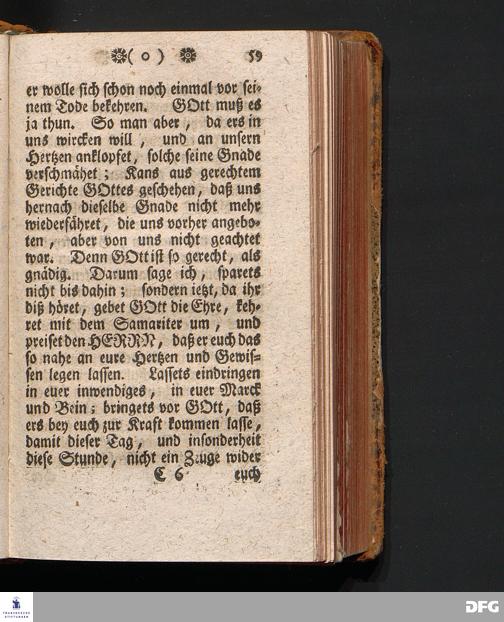 ( o ) 59
er wolle sich schon noch einmal vor sei-
nem Tode bekehren. GOtt muß es
ja thun. So man aber, da ers in
uns wircken will, und an unsern
Hertzen anklopfet, solche seine Gnade
verschmähet; Kans aus gerechtem
Gerichte GOttes geschehen, daß uns
hernach dieselbe Gnade nicht mehr
wiederfähret, die uns vorher angebo-
ten, aber von uns nicht geachtet
war. Denn GOtt ist so gerecht, als
gnädig. Darum sage ich, sparets
nicht bis dahin; sondern ietzt, da ihr
diß höret, gebet GOtt die Ehre, keh-
ret mit dem Samariter um, und
preiset den HERRN, daß er euch das
so nahe an eure Hertzen und Gewis-
sen legen lassen. Lassets eindringen
in euer inwendiges, in euer Marck
und Bein; bringets vor GOtt, daß
ers bey euch zur Kraft kommen lasse,
damit dieser Tag, und insonderheit
diese Stunde, nicht ein Zeuge wider
C 6 euch
FRANCKESCHE
STIFTUNGEN
DFG